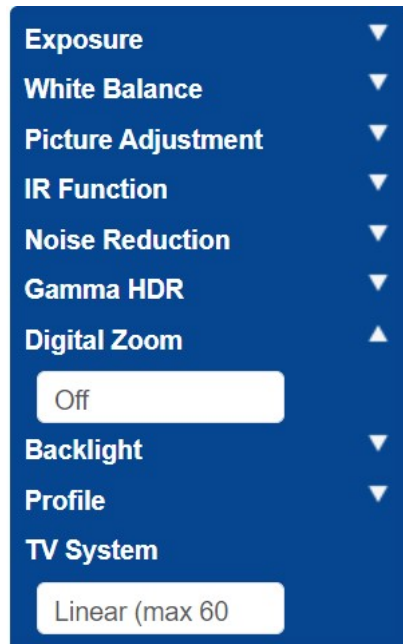 Exposure
White Balance
Picture Adjustment
IR Function
Noise Reduction
Gamma HDR
Digital Zoom
Off
Backlight
Profile
TV System
Linear (max 60